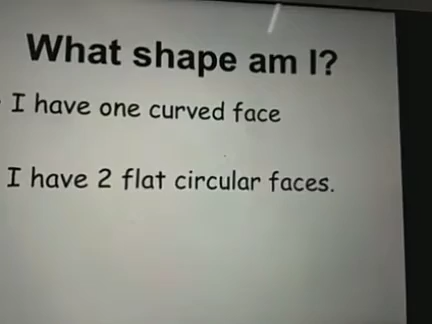 What shape am I?
I have one curved face
I have 2 flat circular faces.